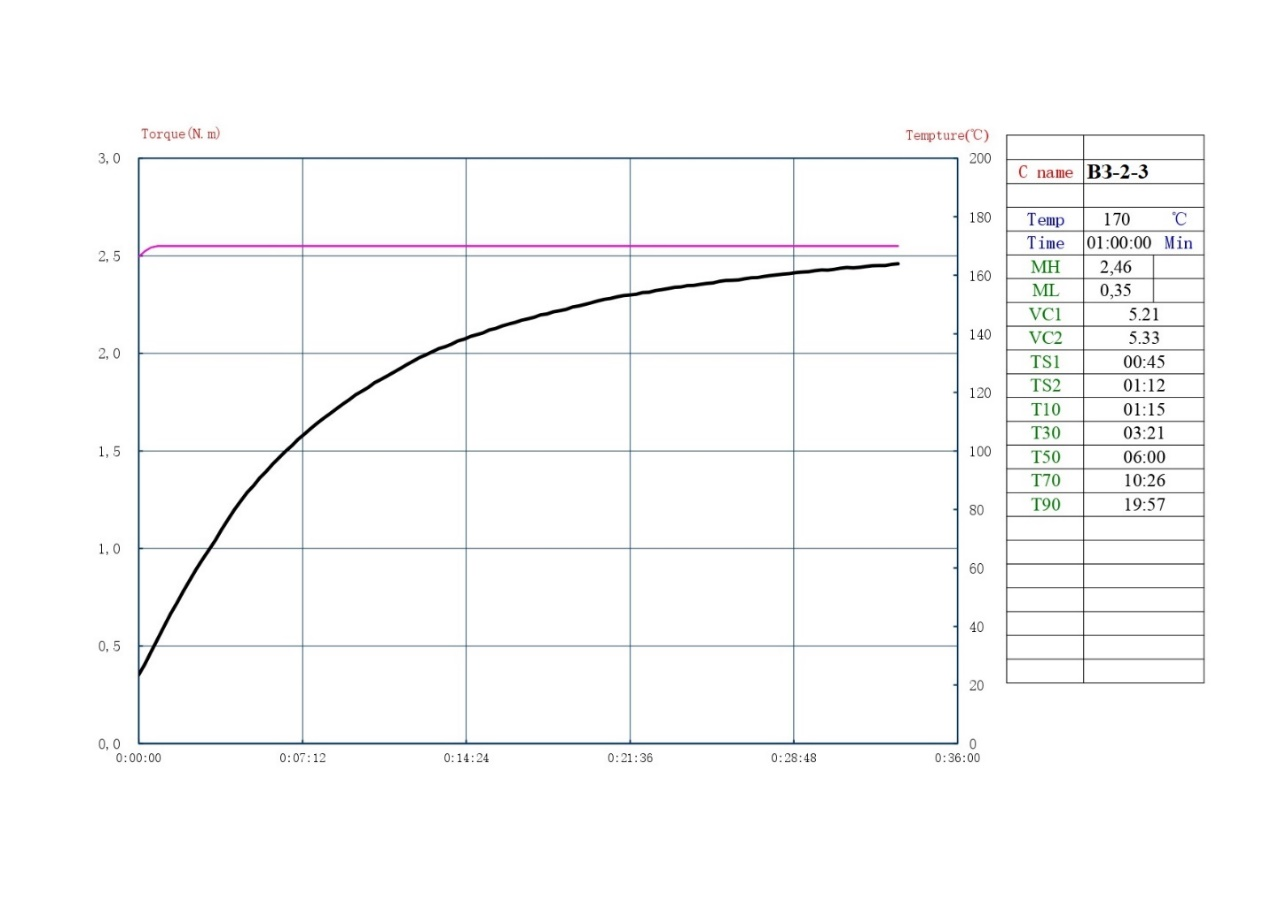 Torque(N.m)
Tempture(℃)
3,0
2,5
2,0
1,5
1,0
0,5
0,0
200
180
160
140
120
100
80
60
40
20
0
0:00:00 0:07:12 0:14:24 0:21:36 0:28:48 0:36:00
C name В3-2-3
Temp 170 ℃
Time 01:00:00 Min
MH 2,46
ML 0,35
VC1 5.21
VC2 5.33
TS1 00:45
TS2 01:12
T10 01:15
T30 03:21
T50 06:00
T70 10:26
T90 19:57